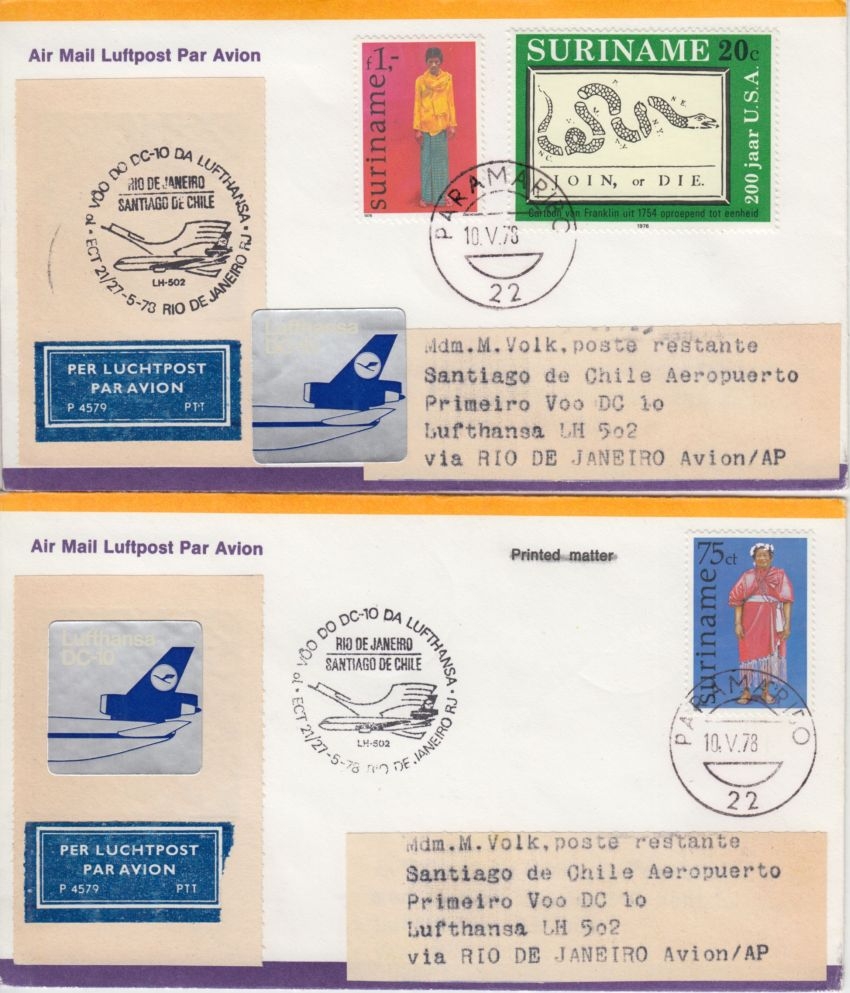 Air Mail Luftpost Par Avion
f1,-
suriname
SURINAME 20c
200 jaar U.S.A.
JOIN, or DIE.
Cartoon van Franklin uit 1754 oproepend tot eenheid
1976
1º VÔO DO DC-10 DA LUFTHANSA • ECT 21/27-5-78 RIO DE JANEIRO RJ •
RIO DE JANEIRO
SANTIAGO DE CHILE
LH-502
PARAMARIBO
10.V.78
22
Lufthansa
DC-10
PER LUCHTPOST
PAR AVION
P 4579 PTT
Mdm.M.Volk,poste restante
Santiago de Chile Aeropuerto
Primeiro Voo DC 1o
Lufthansa LH 5o2
via RIO DE JANEIRO Avion/AP
Air Mail Luftpost Par Avion
Printed matter
75ct
suriname
Lufthansa
DC-10
1º VÔO DO DC-10 DA LUFTHANSA • ECT 21/27-5-78 RIO DE JANEIRO RJ •
RIO DE JANEIRO
SANTIAGO DE CHILE
LH-502
PARAMARIBO
10.V.78
22
PER LUCHTPOST
PAR AVION
P 4579 PTT
Mdm.M.Volk,poste restante
Santiago de Chile Aeropuerto
Primeiro Voo DC 1o
Lufthansa LH 5o2
via RIO DE JANEIRO Avion/AP